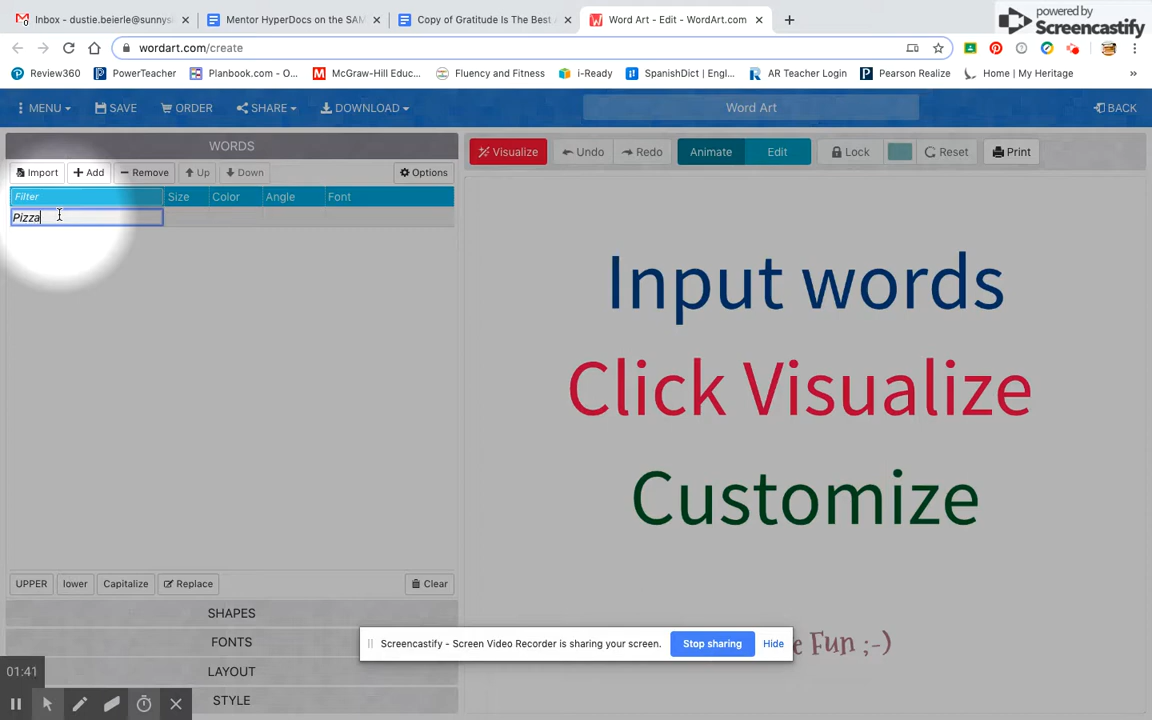 Inbox - dustie.beierle@sunnys
Mentor HyperDocs on the SAM
Copy of Gratitude Is The Best
Word Art - Edit - WordArt.com
powered by
Screencastify
wordart.com/create
Review360
PowerTeacher
Planbook.com - O...
McGraw-Hill Educ...
Fluency and Fitness
i-Ready
SpanishDict | Engl...
AR Teacher Login
Pearson Realize
Home | My Heritage
MENU
SAVE
ORDER
SHARE
DOWNLOAD
Word Art
BACK
WORDS
Visualize
Undo
Redo
Animate
Edit
Lock
Reset
Print
Import
Add
Remove
Up
Down
Options
Filter
Size
Color
Angle
Font
Pizza
Input words
Click Visualize
Customize
UPPER
lower
Capitalize
Replace
Clear
SHAPES
FONTS
LAYOUT
STYLE
Screencastify - Screen Video Recorder is sharing your screen.
Stop sharing
Hide
e Fun ;-)
01:41